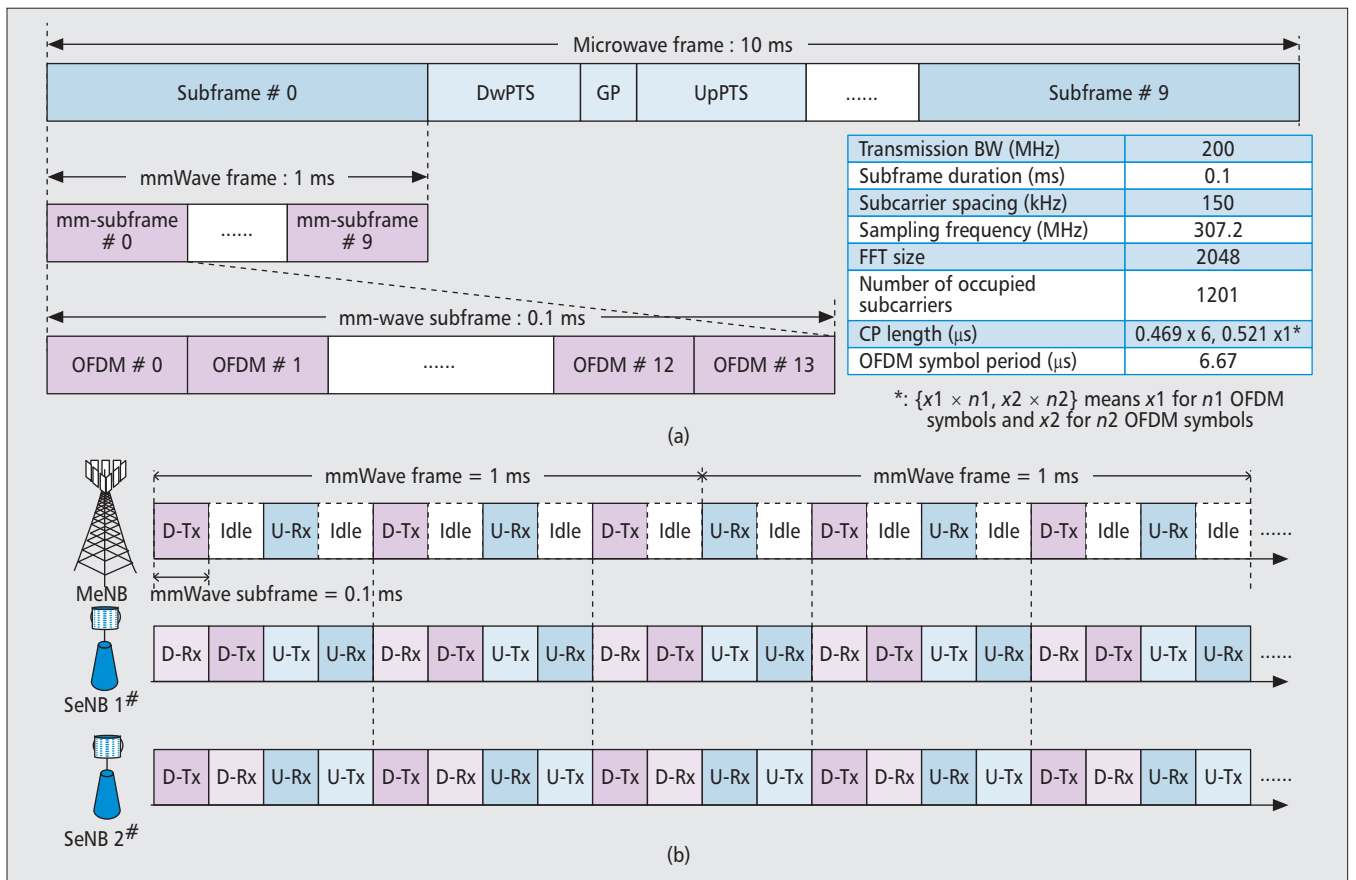 Microwave frame : 10 ms
Subframe # 0 DwPTS GP UpPTS ...... Subframe # 9
mmWave frame : 1 ms
mm-subframe # 0 ...... mm-subframe # 9
mm-wave subframe : 0.1 ms
OFDM # 0 OFDM # 1 ...... OFDM # 12 OFDM # 13
Transmission BW (MHz) 200
Subframe duration (ms) 0.1
Subcarrier spacing (kHz) 150
Sampling frequency (MHz) 307.2
FFT size 2048
Number of occupied
subcarriers 1201
CP length (μs) 0.469 x 6, 0.521 x1*
OFDM symbol period (μs) 6.67
*: {x1 × n1, x2 × n2} means x1 for n1 OFDM
symbols and x2 for n2 OFDM symbols
(a)
mmWave frame = 1 ms mmWave frame = 1 ms
D-Tx Idle U-Rx Idle D-Tx Idle U-Rx Idle D-Tx Idle U-Rx Idle D-Tx Idle U-Rx Idle D-Tx Idle U-Rx Idle ......
MeNB mmWave subframe = 0.1 ms
D-Rx D-Tx U-Tx U-Rx D-Rx D-Tx U-Tx U-Rx D-Rx D-Tx U-Tx U-Rx D-Rx D-Tx U-Tx U-Rx D-Rx D-Tx U-Tx U-Rx ......
SeNB 1#
D-Tx D-Rx U-Rx U-Tx D-Tx D-Rx U-Rx U-Tx D-Tx D-Rx U-Rx U-Tx D-Tx D-Rx U-Rx U-Tx D-Tx D-Rx U-Rx U-Tx ......
SeNB 2#
(b)